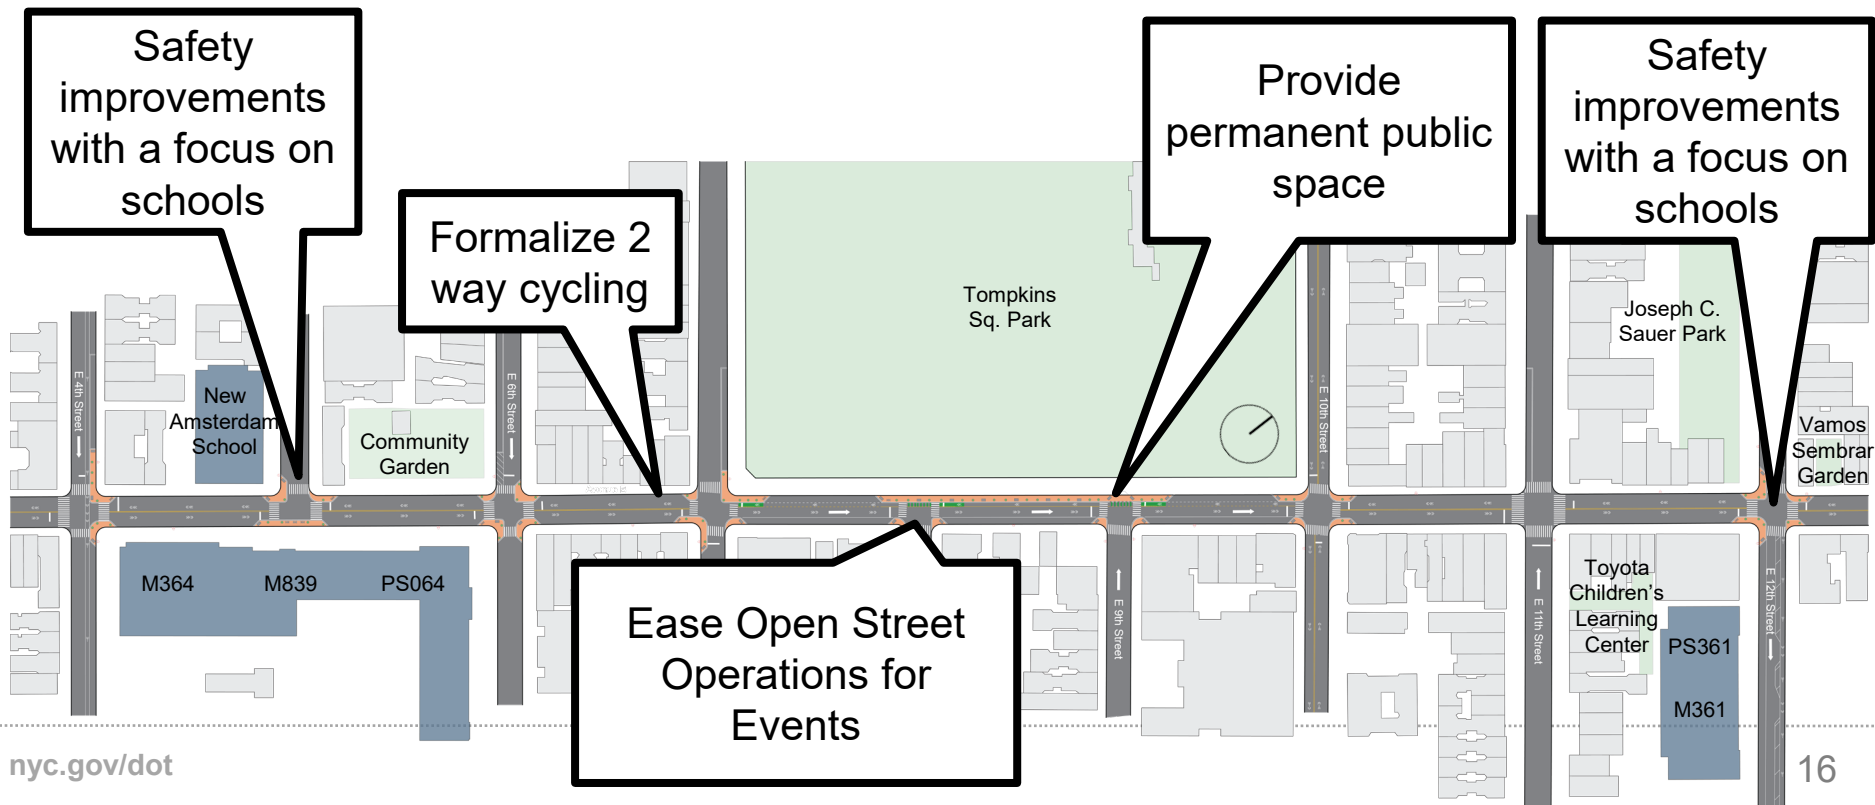 Safety
improvements
with a focus on
schools
Formalize 2
way cycling
Provide
permanent public
space
Safety
improvements
with a focus on
schools
Tompkins
Sq. Park
Joseph C.
Sauer Park
New
Amsterdam
School
Community
Garden
Vamos
Sembrar
Garden
E 4th Street
E 6th Street
E 10th Street
M364
M839
PS064
Ease Open Street
Operations for
Events
E 9th Street
E 11th Street
Toyota
Children's
Learning
Center
PS361
M361
E 12th Street
nyc.gov/dot
16